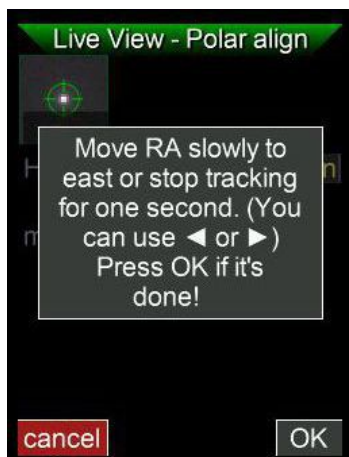 Live View - Polar align
Move RA slowly to
east or stop tracking
for one second. (You
can use ◄ or ►)
Press OK if it's
done!
cancel
OK